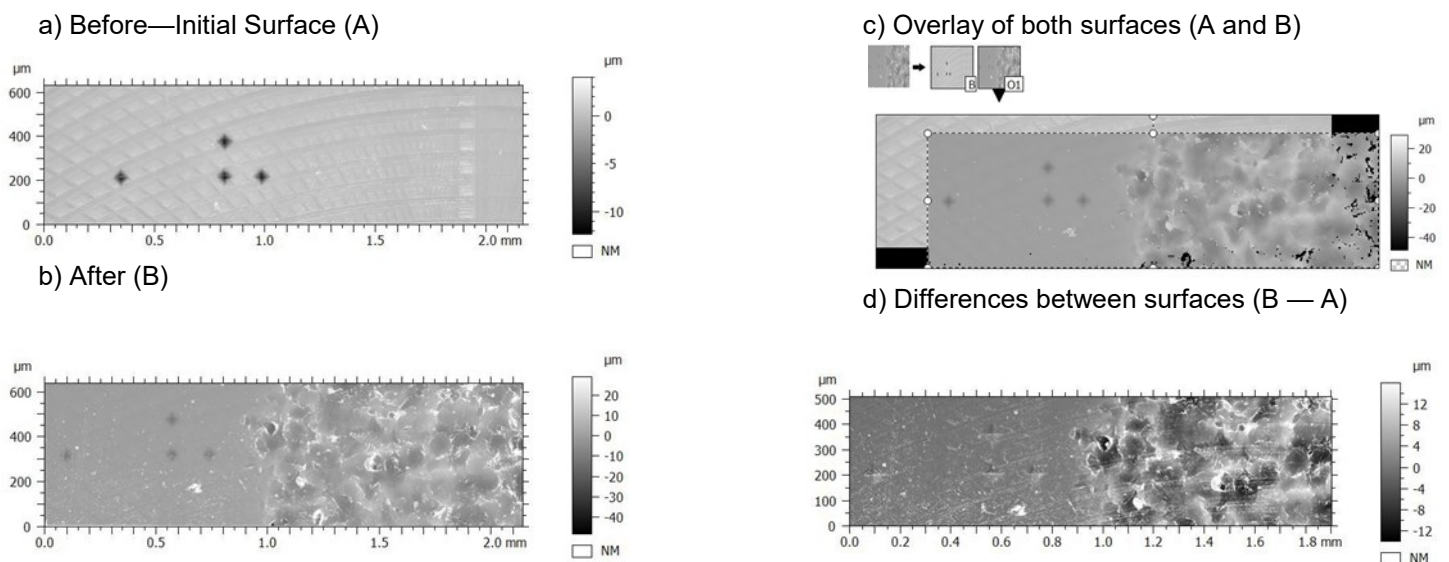 a) Before—Initial Surface (A)
µm
600
400
200
0
0.0 0.5 1.0 1.5 2.0 mm
µm
0
-5
-10
NM
b) After (B)
µm
600
400
200
0
0.0 0.5 1.0 1.5 2.0 mm
µm
20
10
0
-10
-20
-30
-40
NM
c) Overlay of both surfaces (A and B)
B
O1
µm
20
0
-20
-40
NM
d) Differences between surfaces (B — A)
µm
500
400
300
200
100
0
0.0 0.2 0.4 0.6 0.8 1.0 1.2 1.4 1.6 1.8 mm
µm
12
8
4
0
-4
-8
-12
NM